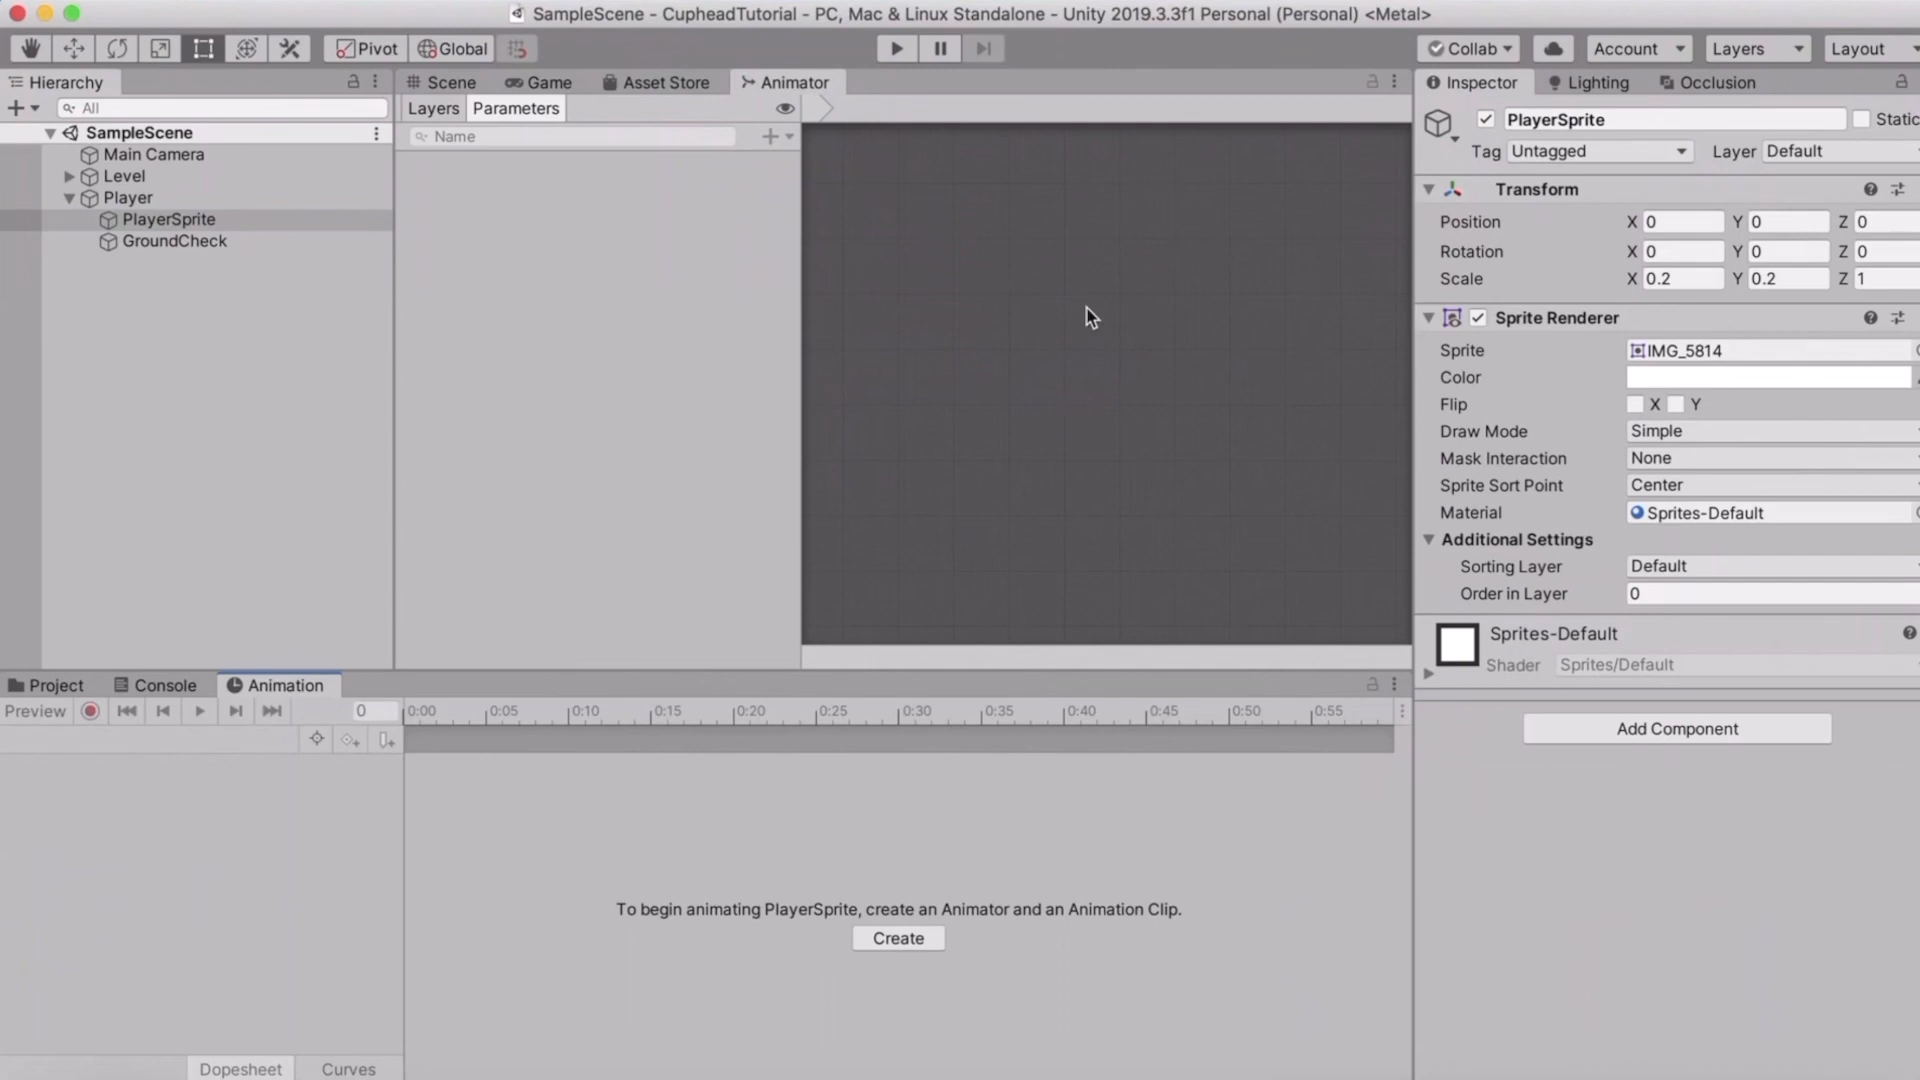 SampleScene - CupheadTutorial - PC, Mac & Linux Standalone - Unity 2019.3.3f1 Personal (Personal) <Metal>
Pivot Global Collab Account Layers Layout
Hierarchy Scene Game Asset Store Animator Inspector Lighting Occlusion
All Layers Parameters
PlayerSprite Static
SampleScene Name
Main Camera Tag Untagged Layer Default
Level
Player Transform
PlayerSprite Position X 0 Y 0 Z 0
GroundCheck Rotation X 0 Y 0 Z 0
Scale X 0.2 Y 0.2 Z 1
Sprite Renderer
Sprite IMG_5814
Color
Flip X Y
Draw Mode Simple
Mask Interaction None
Sprite Sort Point Center
Material Sprites-Default
Additional Settings
Sorting Layer Default
Order in Layer 0
Sprites-Default
Shader Sprites/Default
Add Component
Project Console Animation
Preview 0 0:00 0:05 0:10 0:15 0:20 0:25 0:30 0:35 0:40 0:45 0:50 0:55
To begin animating PlayerSprite, create an Animator and an Animation Clip.
Create
Dopesheet Curves